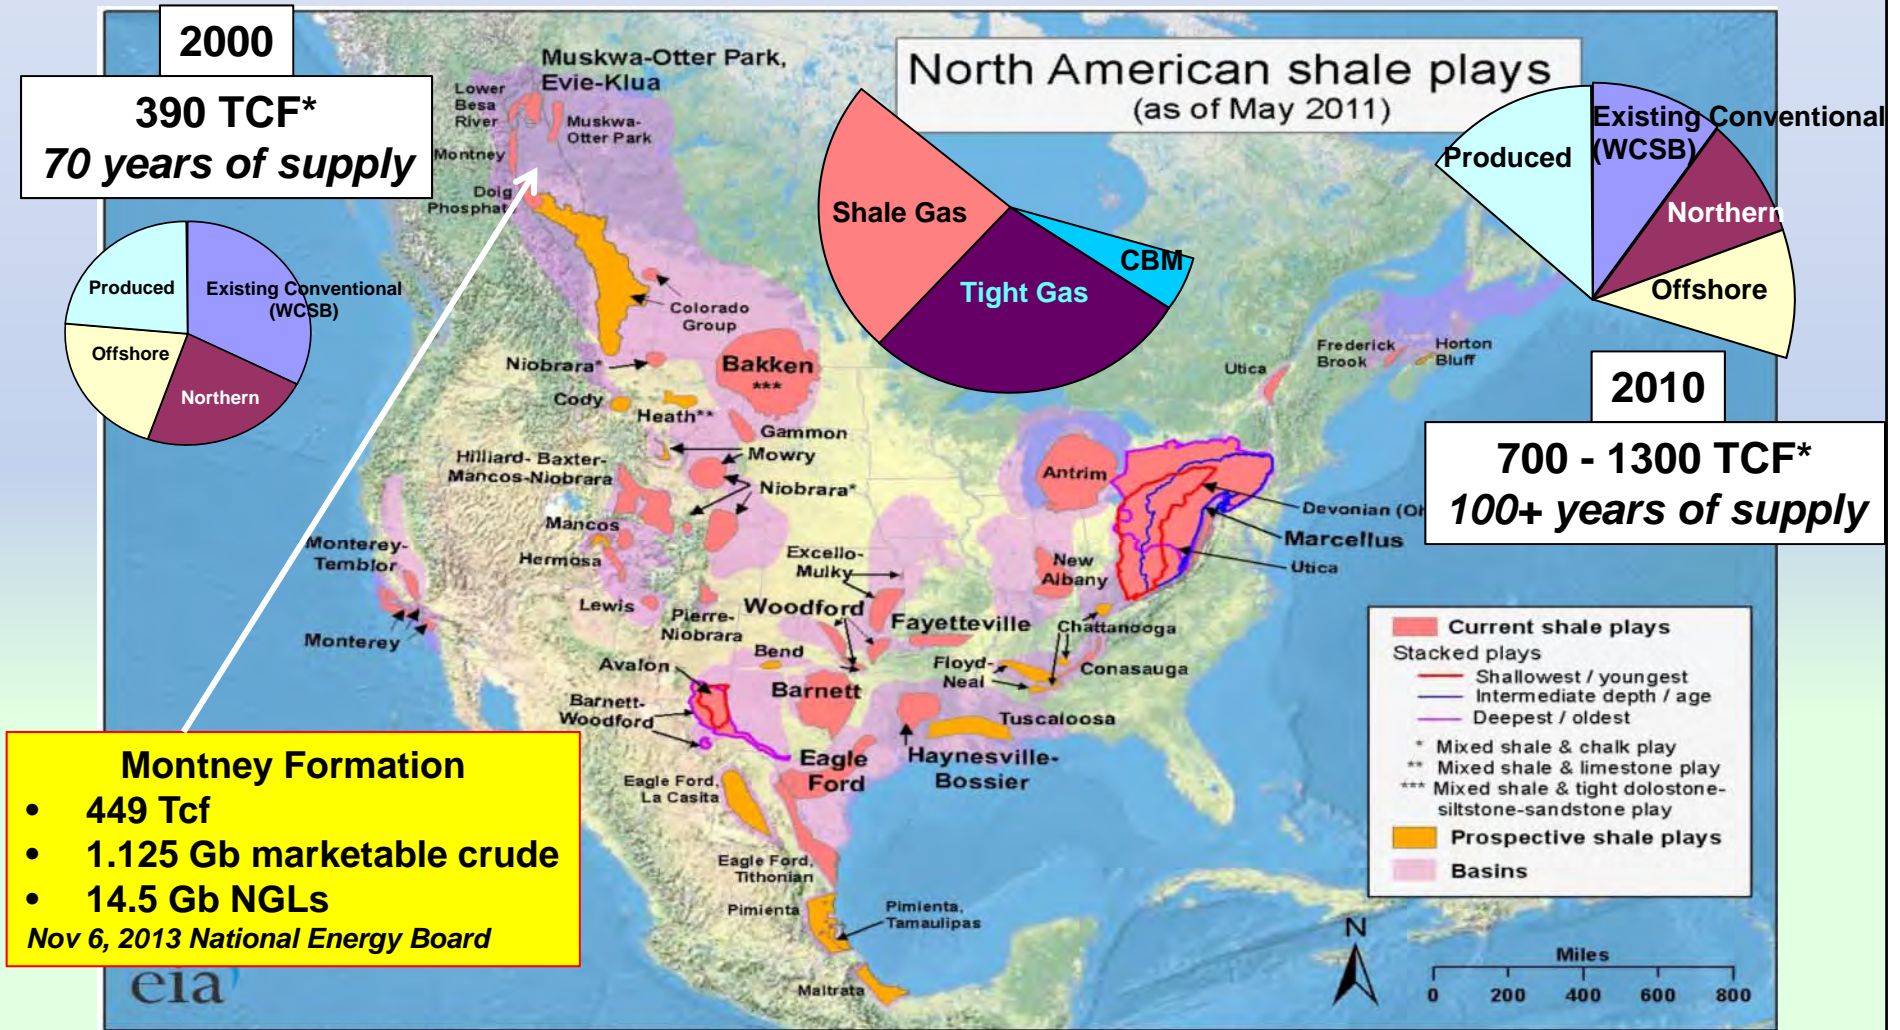 2000
390 TCF*
70 years of supply
Produced
Existing Conventional
(WCSB)
Offshore
Northern
North American shale plays
(as of May 2011)
Shale Gas
Tight Gas
CBM
Produced
Existing Conventional
(WCSB)
Northern
Offshore
2010
700 - 1300 TCF*
100+ years of supply
Muskwa-Otter Park,
Evie-Klua
Lower
Besa
River
Muskwa-
Otter Park
Montney
Doig
Phosphat
Colorado
Group
Niobrara*
Bakken
***
Cody
Heath**
Gammon
Mowry
Hilliard- Baxter-
Mancos-Niobrara
Niobrara*
Mancos
Hermosa
Monterey-
Temblor
Monterey
Lewis
Pierre-
Niobrara
Excello-
Mulky
Woodford
Fayetteville
Bend
Avalon
Barnett
Barnett-
Woodford
Eagle
Ford
Haynesville-
Bossier
Tuscaloosa
Floyd-
Neal
Chattanooga
Conasauga
New
Albany
Antrim
Devonian (Oh
Marcellus
Utica
Utica
Frederick
Brook
Horton
Bluff
Eagle Ford,
La Casita
Eagle Ford,
Tithonian
Pimienta
Pimienta,
Tamaulipas
Maltrata
Montney Formation
• 449 Tcf
• 1.125 Gb marketable crude
• 14.5 Gb NGLs
Nov 6, 2013 National Energy Board
eia
Current shale plays
Stacked plays
Shallowest / youngest
Intermediate depth / age
Deepest / oldest
* Mixed shale & chalk play
** Mixed shale & limestone play
*** Mixed shale & tight dolostone-
siltstone-sandstone play
Prospective shale plays
Basins
N
Miles
0 200 400 600 800